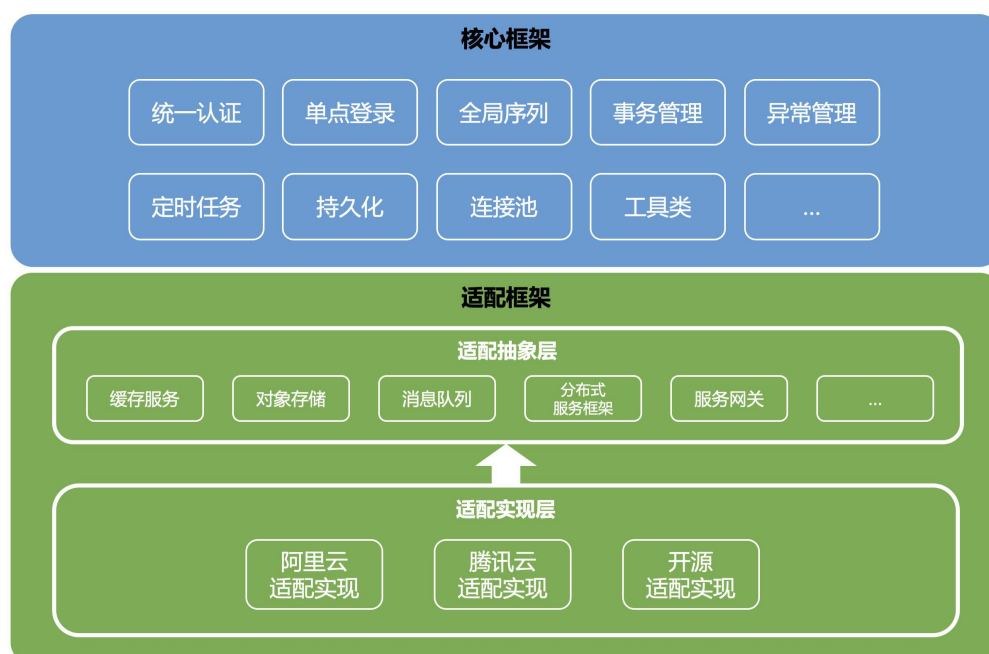 核心框架
统一认证
单点登录
全局序列
事务管理
异常管理
定时任务
持久化
连接池
工具类
...
适配框架
适配抽象层
缓存服务
对象存储
消息队列
分布式
服务框架
服务网关
...
适配实现层
阿里云
适配实现
腾讯云
适配实现
开源
适配实现